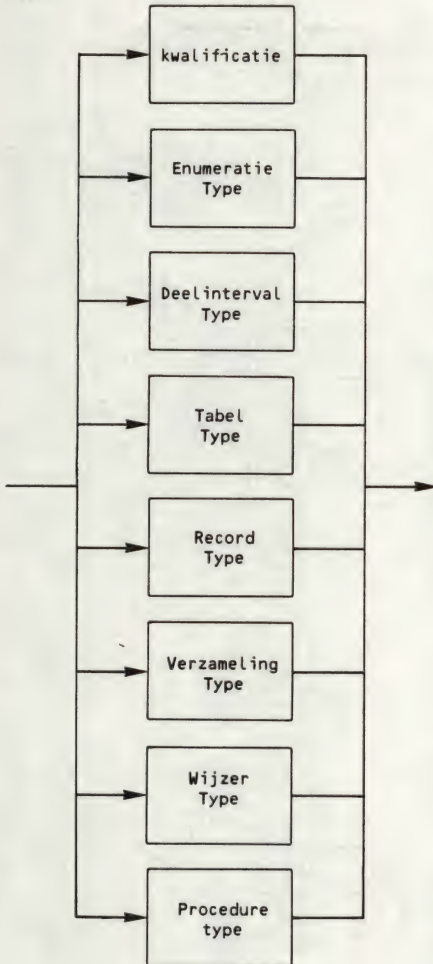 kwalificatie
Enumeratie
Type
Deelinterval
Type
Tabel
Type
Record
Type
Verzameling
Type
Wijzer
Type
Procedure
type